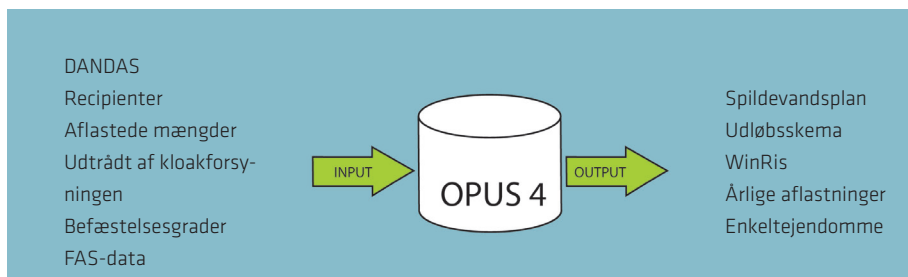 DANDAS
Recipienter
Aflastede mængder
Udtrådt af kloakforsy-
ningen
Befæstelsesgrader
FAS-data
INPUT
OPUS 4
OUTPUT
Spildevandsplan
Udløbsskema
WinRis
Årlige aflastninger
Enkeltejendomme